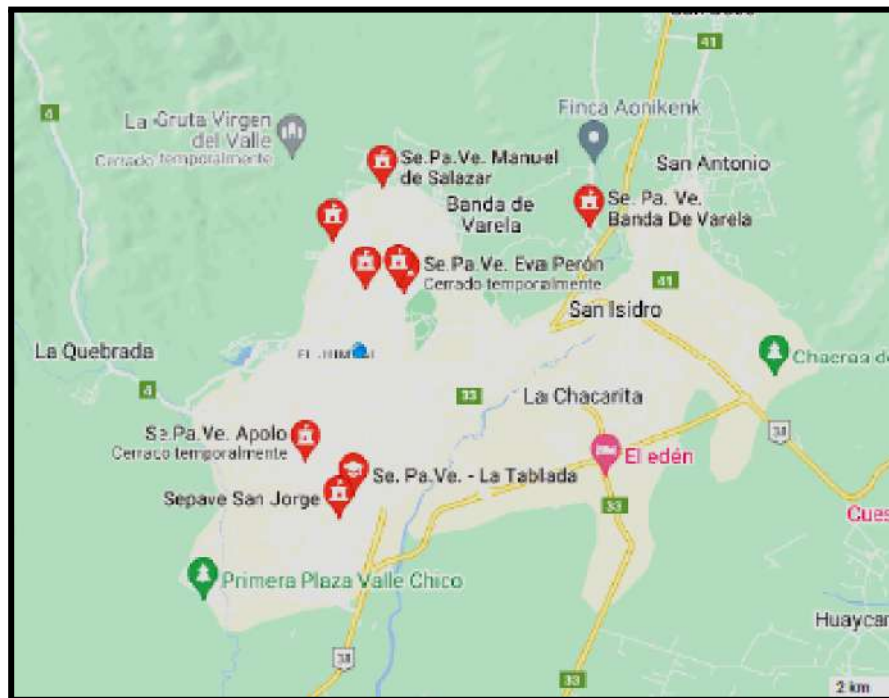 41
4
La Gruta Virgen
del Valle
Cerrado temporalmente
Finca Aonikenk
Se.Pa.Ve. Manuel
de Salazar
San Antonio
Banda de
Varela
Se. Pa. Ve.
Banda De Varela
Se.Pa.Ve. Eva Perón
Cerrado temporalmente
41
San Isidro
La Quebrada
4
33
La Chacarita
38
Se.Pa.Ve. Apolo
Cerrado temporalmente
El edén
Se. Pa.Ve. - La Tablada
Sepave San Jorge
33
Primera Plaza Valle Chico
38
33
2 km